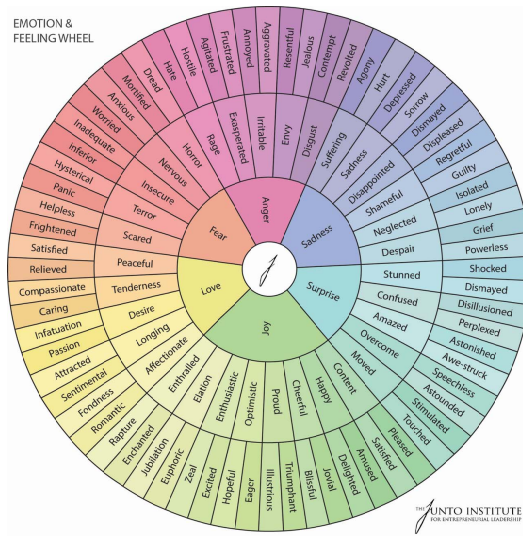 EMOTION &
FEELING WHEEL
Anger
Sadness
Surprise
Joy
Love
Fear
Rage
Exasperated
Irritable
Envy
Disgust
Suffering
Sadness
Disappointed
Shameful
Neglected
Despair
Stunned
Confused
Amazed
Overcome
Moved
Content
Happy
Cheerful
Proud
Optimistic
Enthusiastic
Elation
Enthralled
Affectionate
Longing
Desire
Tenderness
Peaceful
Scared
Terror
Insecure
Nervous
Horror
Hate
Hostile
Agitated
Frustrated
Annoyed
Aggravated
Resentful
Jealous
Contempt
Revolted
Agony
Hurt
Depressed
Sorrow
Dismayed
Displeased
Regretful
Guilty
Isolated
Lonely
Grief
Powerless
Shocked
Dismayed
Disillusioned
Perplexed
Astonished
Awe-struck
Speechless
Astounded
Stimulated
Touched
Pleased
Satisfied
Amused
Delighted
Jovial
Blissful
Triumphant
Illustrious
Eager
Hopeful
Excited
Zeal
Euphoric
Jubilation
Enchanted
Rapture
Romantic
Fondness
Sentimental
Attracted
Passion
Infatuation
Caring
Compassionate
Relieved
Satisfied
Frightened
Helpless
Panic
Hysterical
Inferior
Inadequate
Worried
Anxious
Mortified
Dread
THE JUNTO INSTITUTE
FOR ENTREPRENEURIAL LEADERSHIP